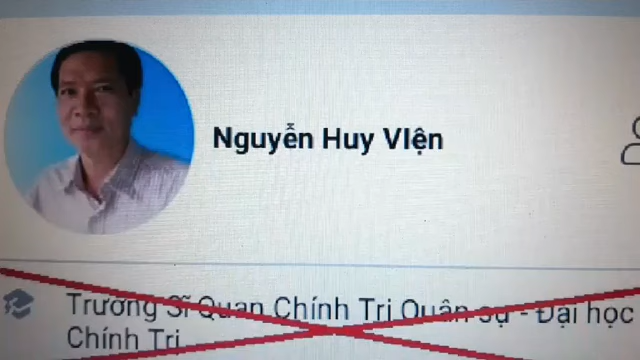 Nguyễn Huy VIện
Trường Sĩ Quan Chính Trị Quân sự - Đại học
Chính Trị